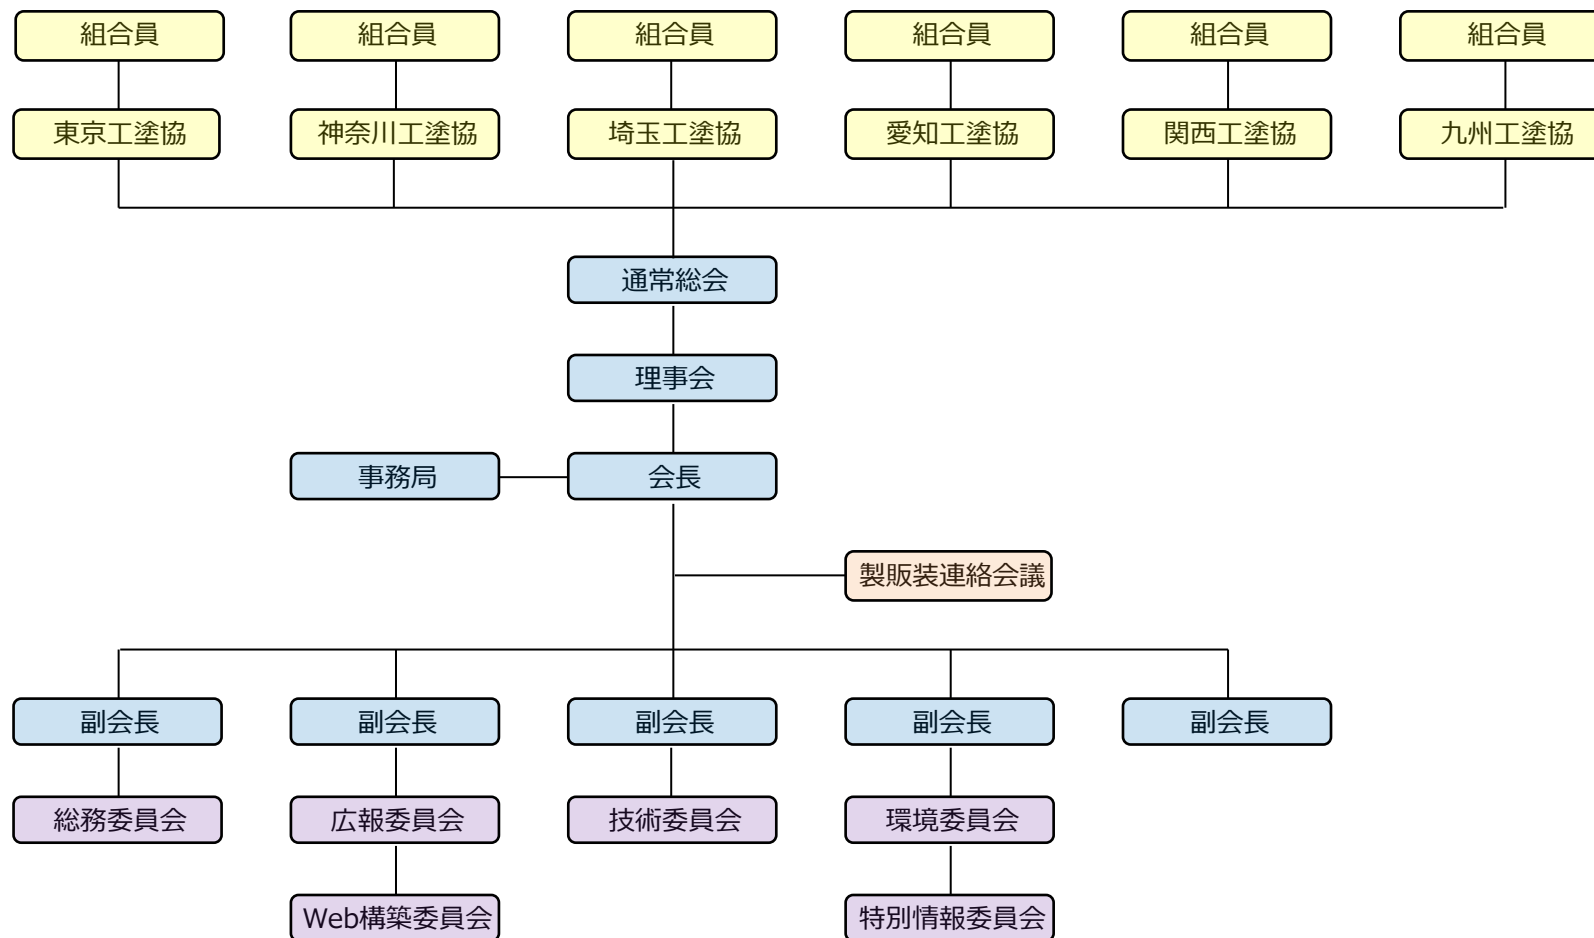 組合員
組合員
組合員
組合員
組合員
組合員
東京工塗協
神奈川工塗協
埼玉工塗協
愛知工塗協
関西工塗協
九州工塗協
通常総会
理事会
事務局
会長
製販装連絡会議
副会長
副会長
副会長
副会長
副会長
総務委員会
広報委員会
技術委員会
環境委員会
Web構築委員会
特別情報委員会